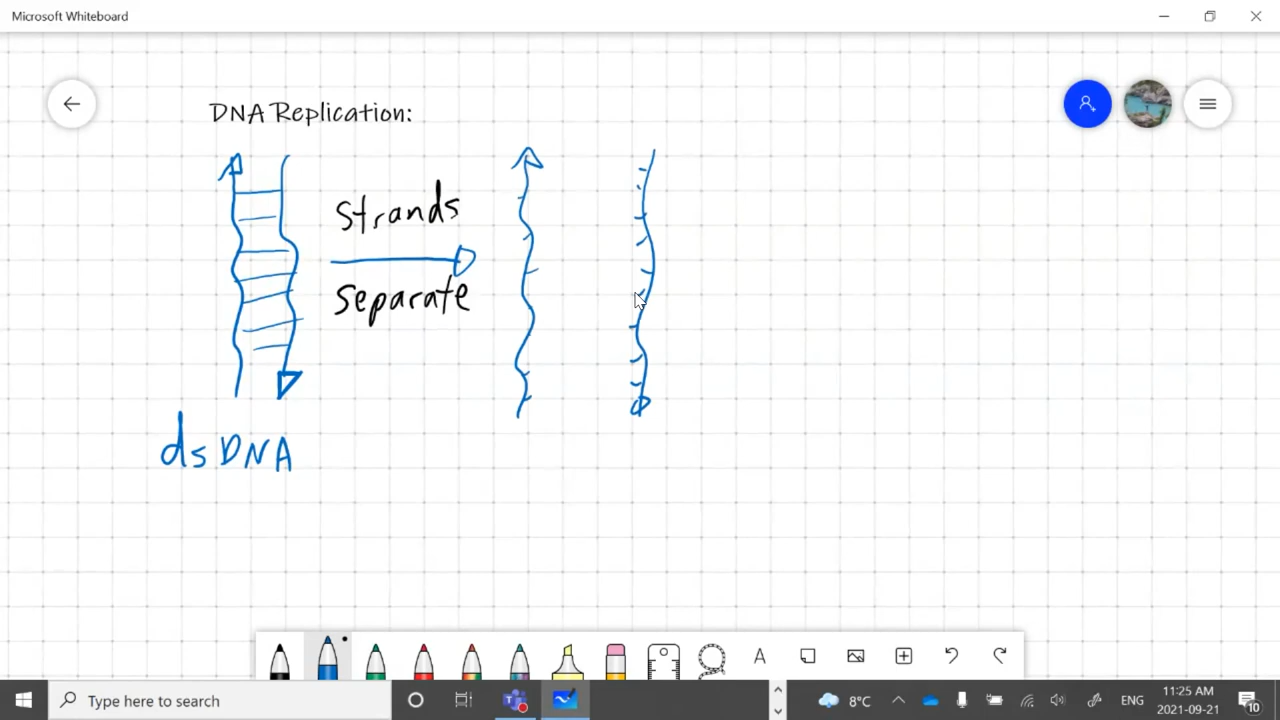 Microsoft Whiteboard
DNA Replication:
Strands
separate
dsDNA
A
Type here to search
8°C
ENG
11:25 AM
2021-09-21
10